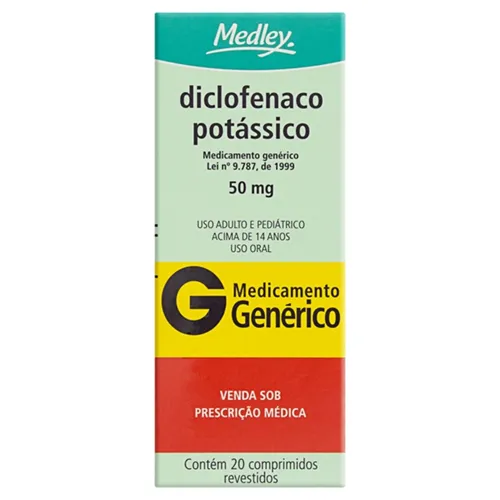 Medley.
diclofenaco
potássico
Medicamento genérico
Lei nº 9.787, de 1999
50 mg
USO ADULTO E PEDIÁTRICO
ACIMA DE 14 ANOS
USO ORAL
G Medicamento
Genérico
VENDA SOB
PRESCRIÇÃO MÉDICA
Contém 20 comprimidos
revestidos